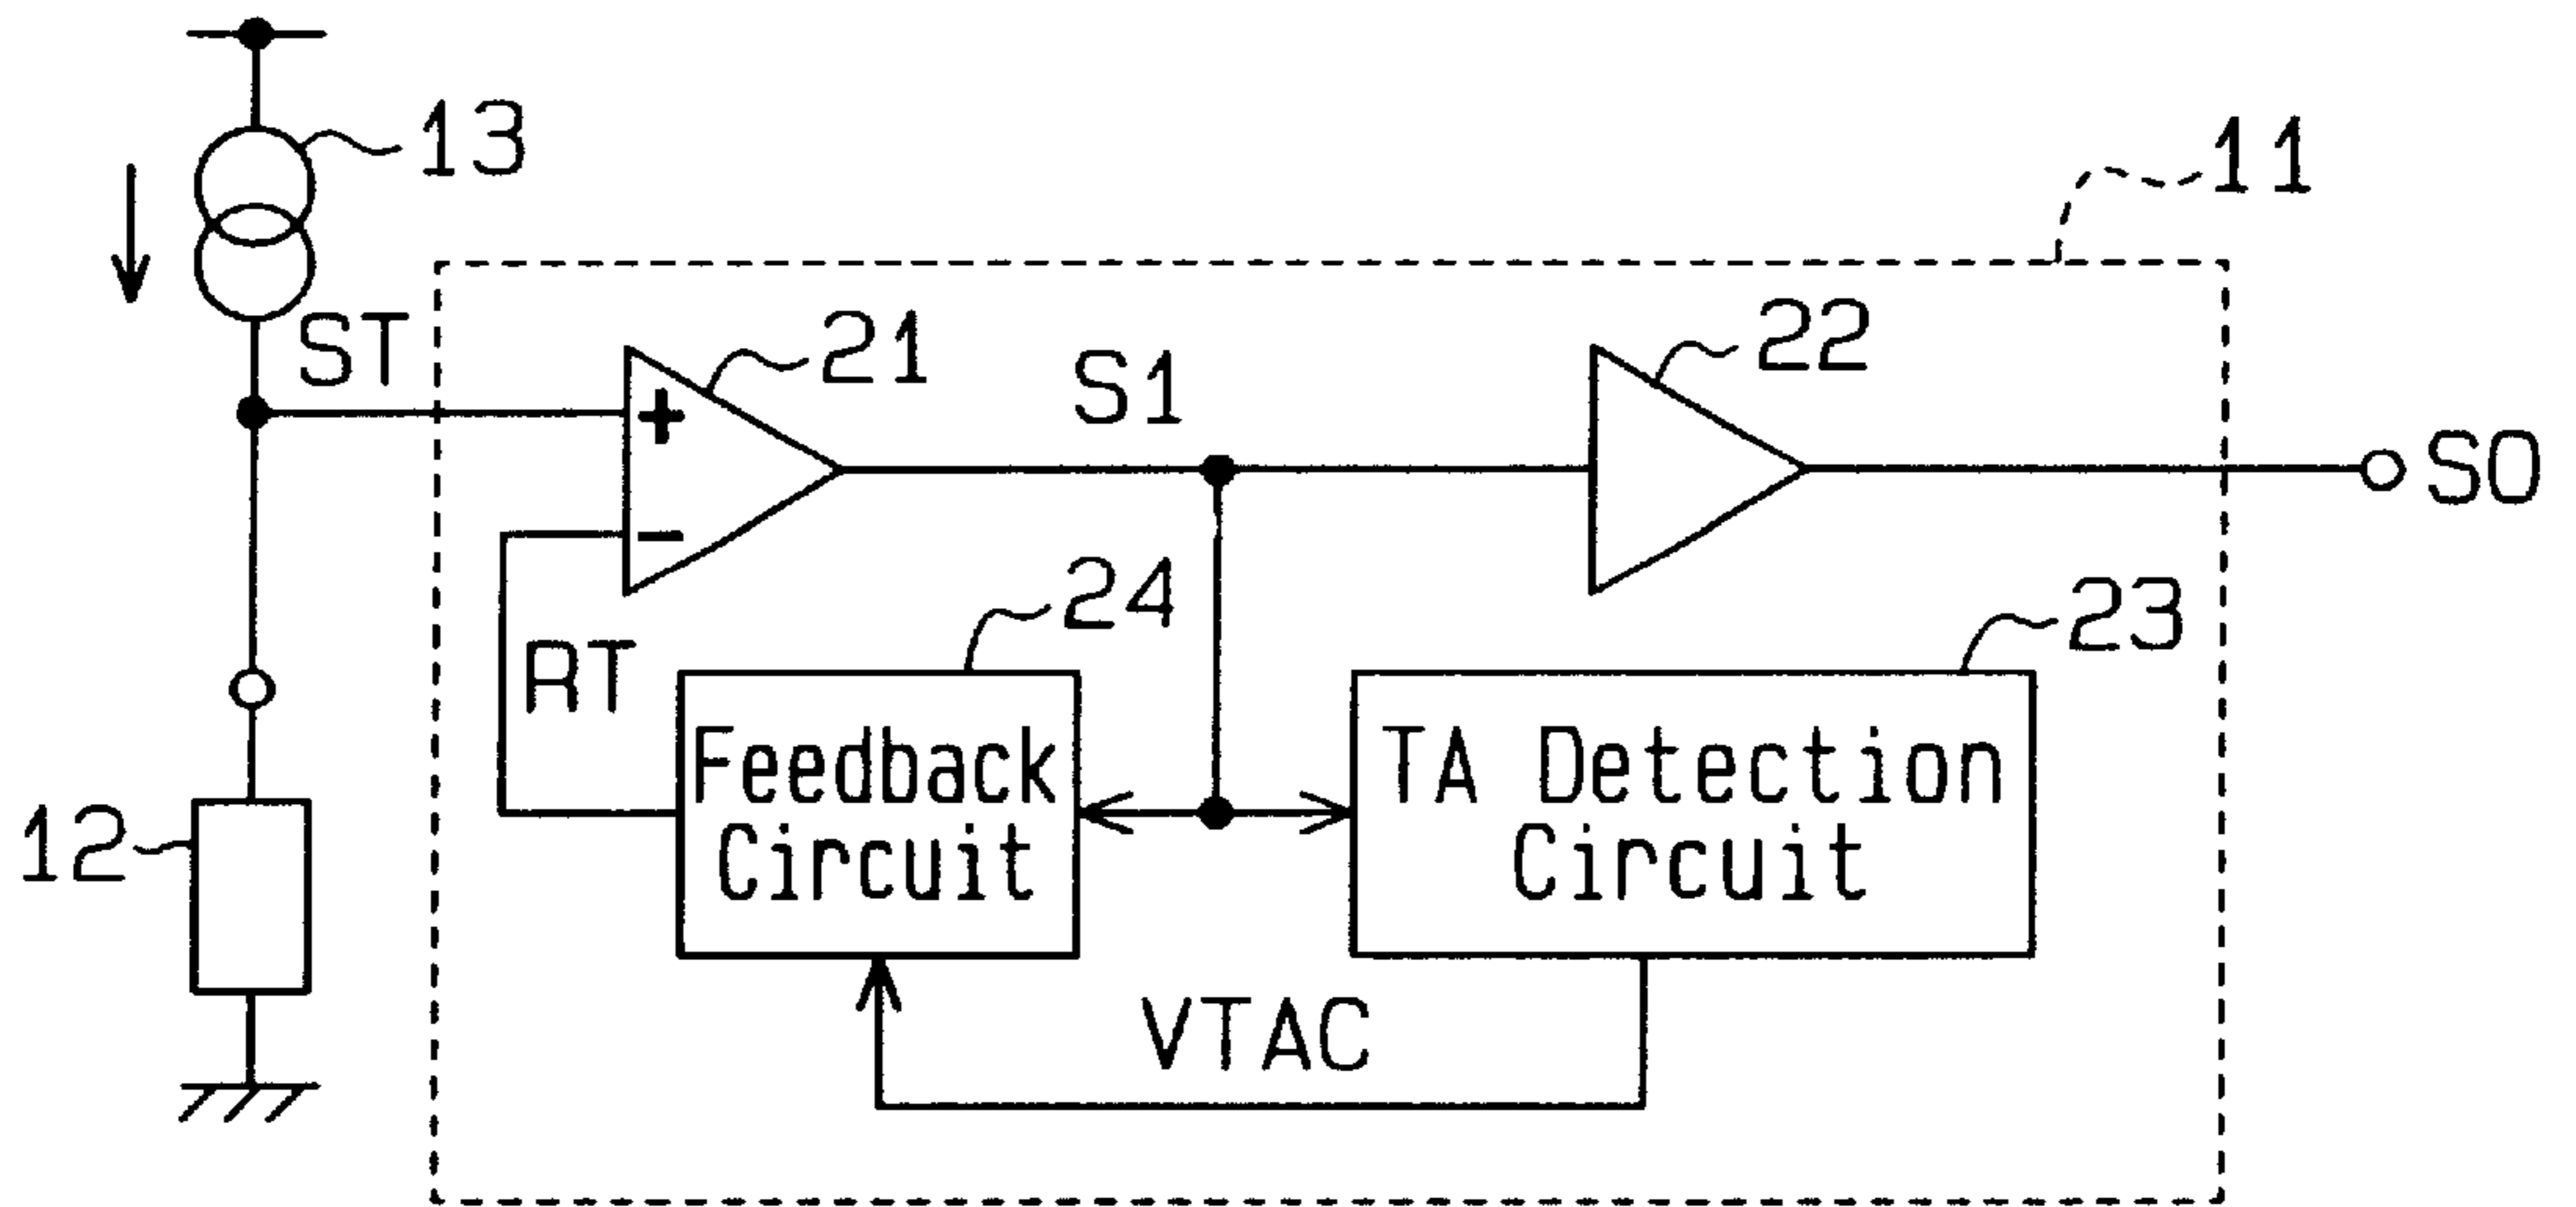 13
11
ST
21
S1
22
SO
24
23
RT
Feedback
Circuit
TA Detection
Circuit
12
VTAC
+
−